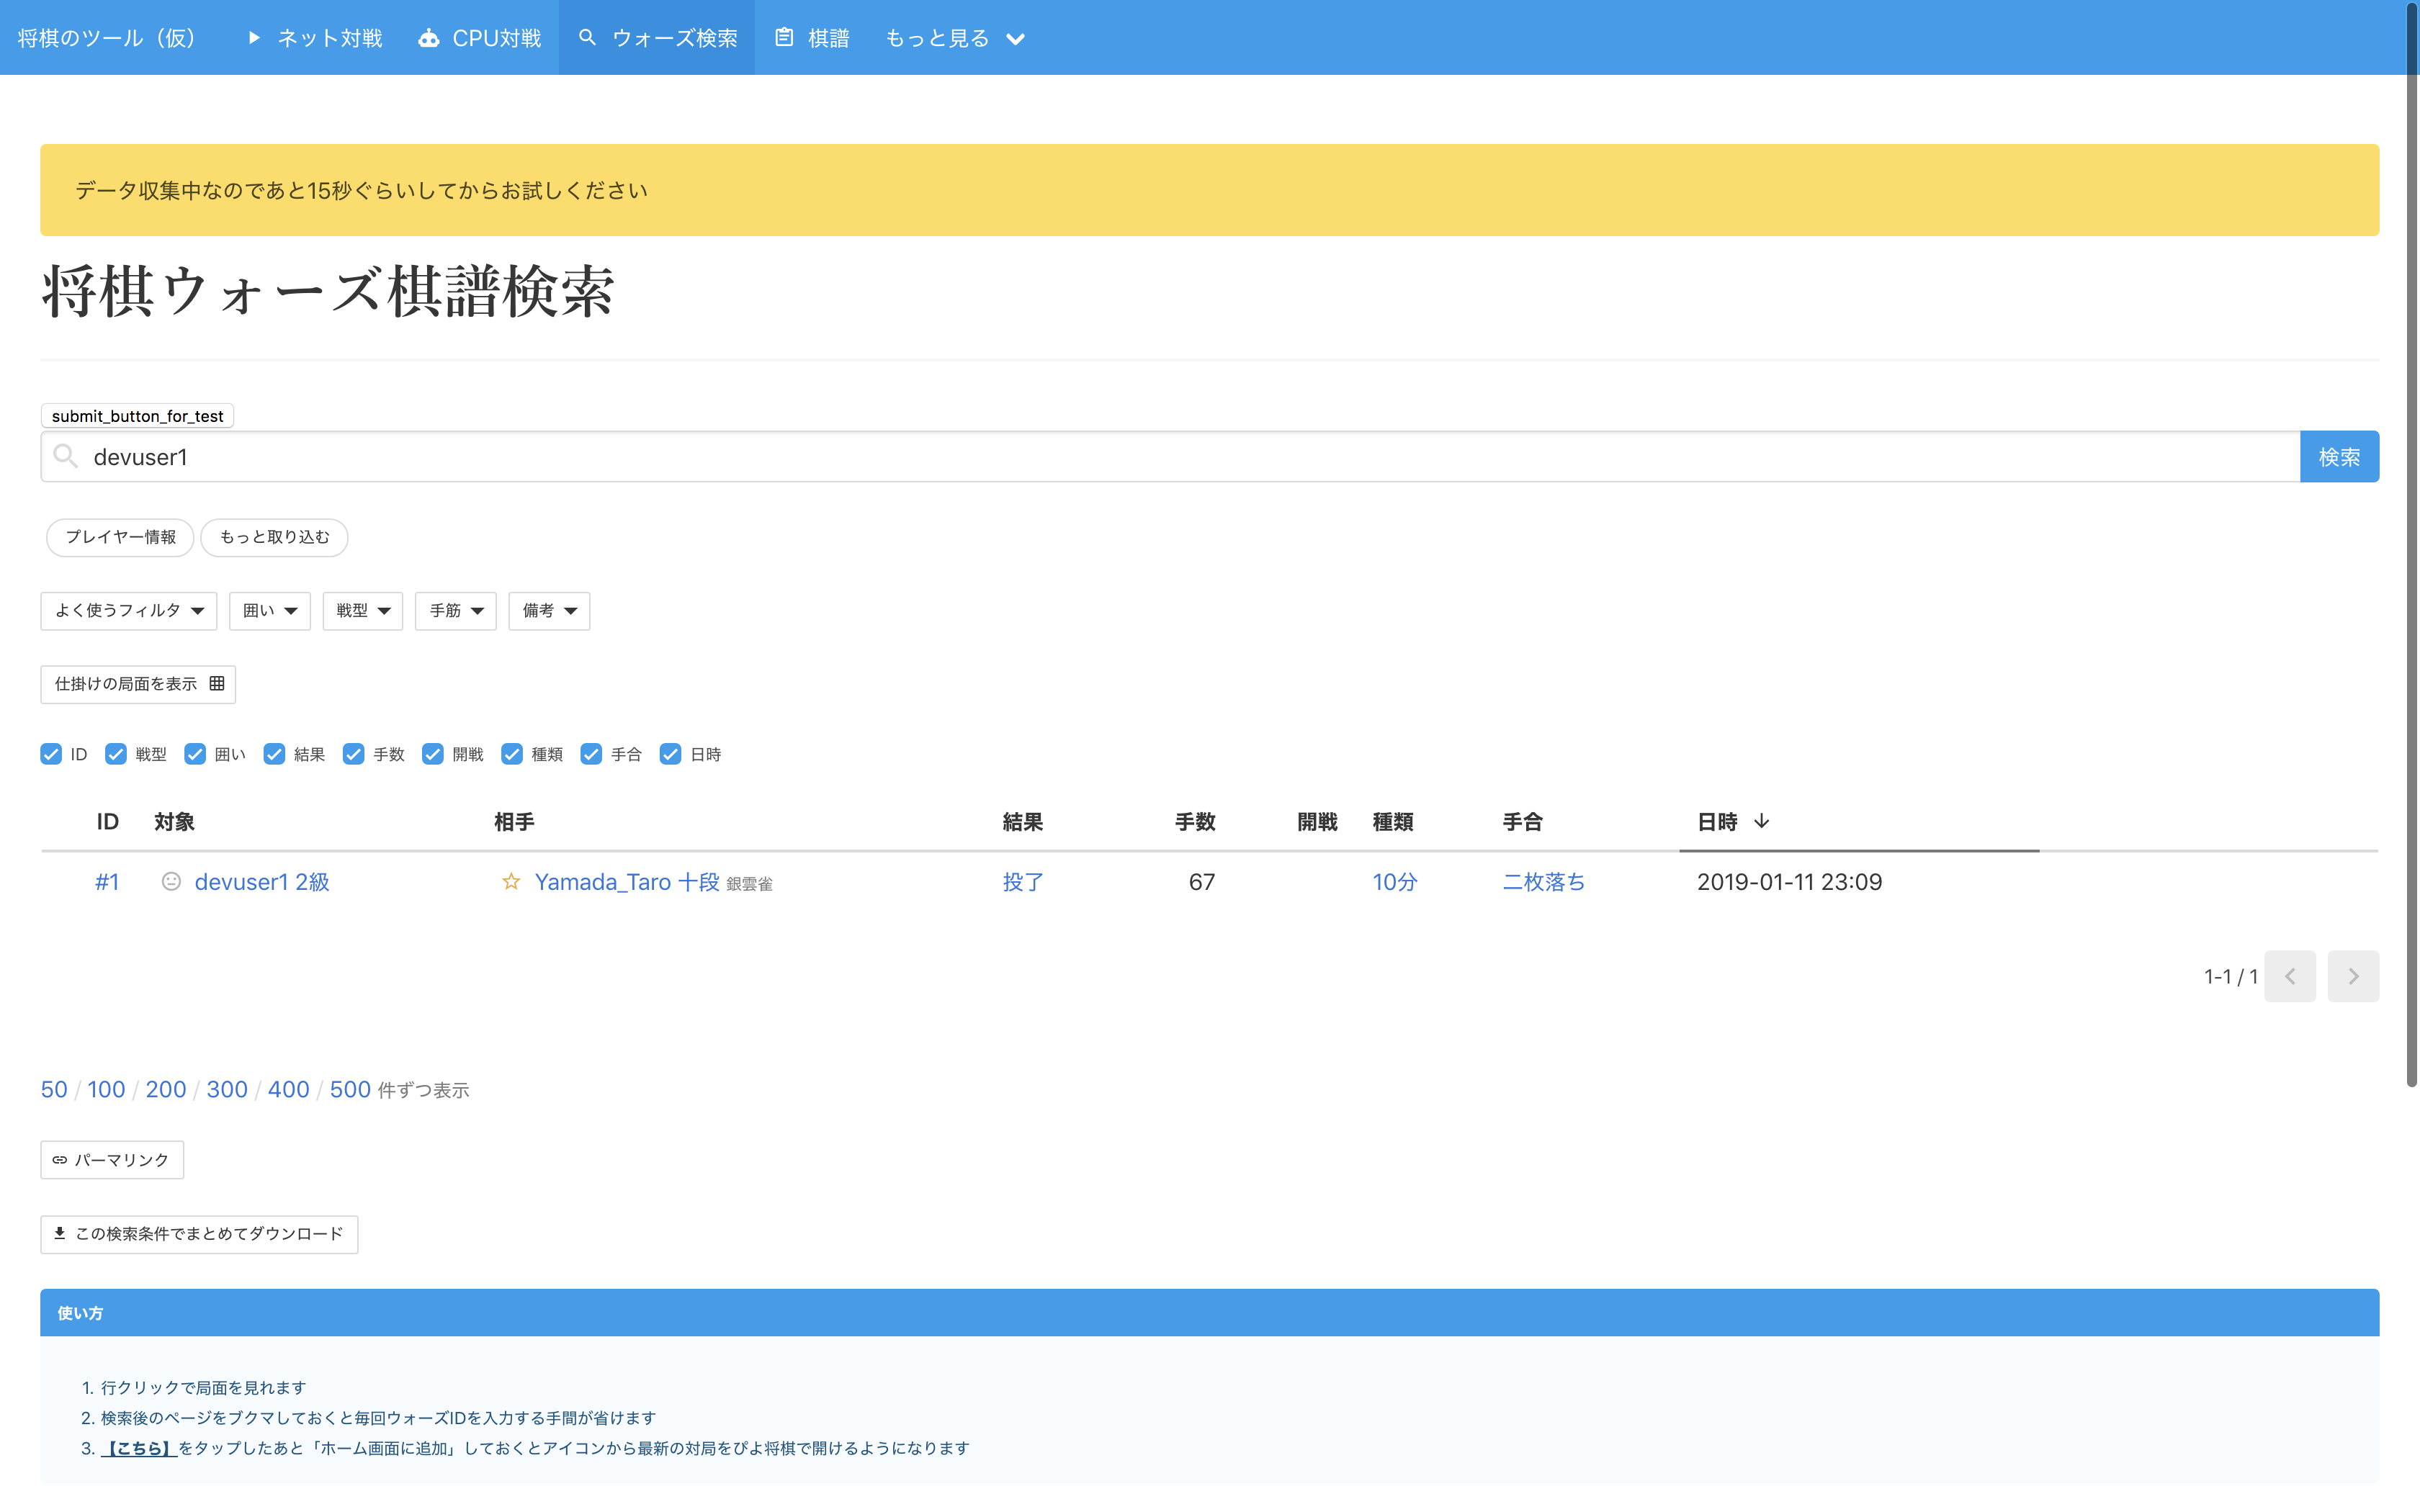 将棋のツール（仮） ネット対戦 CPU対戦 ウォーズ検索 棋譜 もっと見る
データ収集中なのであと15秒ぐらいしてからお試しください
将棋ウォーズ棋譜検索
submit_button_for_test
devuser1 検索
プレイヤー情報 もっと取り込む
よく使うフィルタ 囲い 戦型 手筋 備考
仕掛けの局面を表示
ID 戦型 囲い 結果 手数 開戦 種類 手合 日時
ID 対象 相手 結果 手数 開戦 種類 手合 日時
#1 devuser1 2級 Yamada_Taro 十段 銀雲雀 投了 67 10分 二枚落ち 2019-01-11 23:09
1-1 / 1
50 / 100 / 200 / 300 / 400 / 500 件ずつ表示
パーマリンク
この検索条件でまとめてダウンロード
使い方
1. 行クリックで局面を見れます
2. 検索後のページをブクマしておくと毎回ウォーズIDを入力する手間が省けます
3. 【こちら】をタップしたあと「ホーム画面に追加」しておくとアイコンから最新の対局をぴよ将棋で開けるようになります